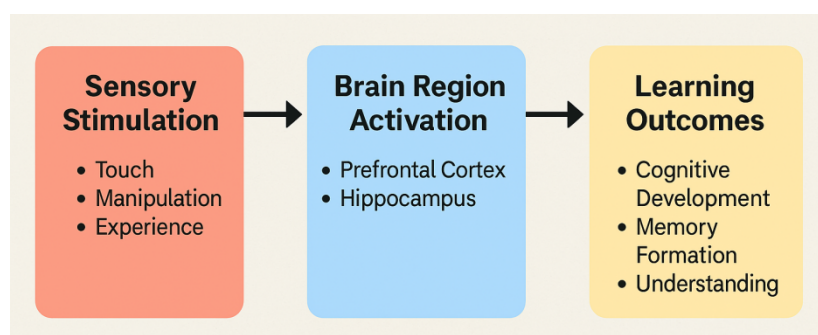 Sensory
Stimulation
• Touch
• Manipulation
• Experience
Brain Region
Activation
• Prefrontal Cortex
• Hippocampus
Learning
Outcomes
• Cognitive
Development
• Memory
Formation
• Understanding